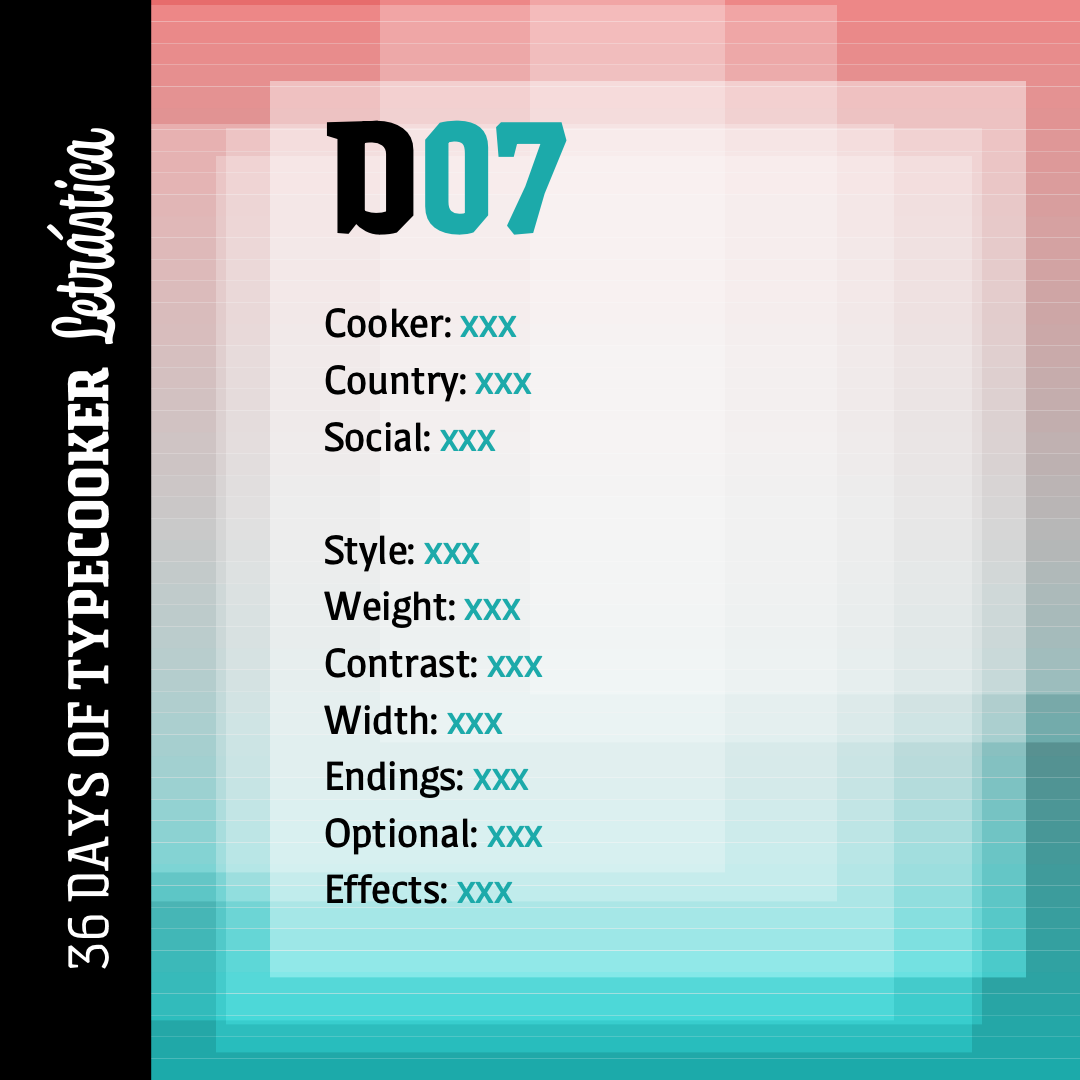 36 DAYS OF TYPECOOKER Letrástica
D07
Cooker: xxx
Country: xxx
Social: xxx
Style: xxx
Weight: xxx
Contrast: xxx
Width: xxx
Endings: xxx
Optional: xxx
Effects: xxx